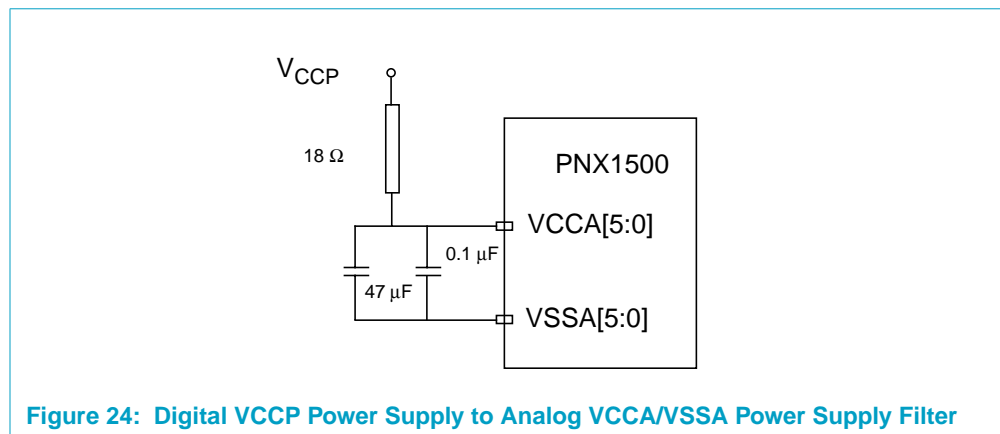 VCCP
18 Ω
PNX1500
VCCA[5:0]
0.1 μF
47 μF
VSSA[5:0]
Figure 24: Digital VCCP Power Supply to Analog VCCA/VSSA Power Supply Filter